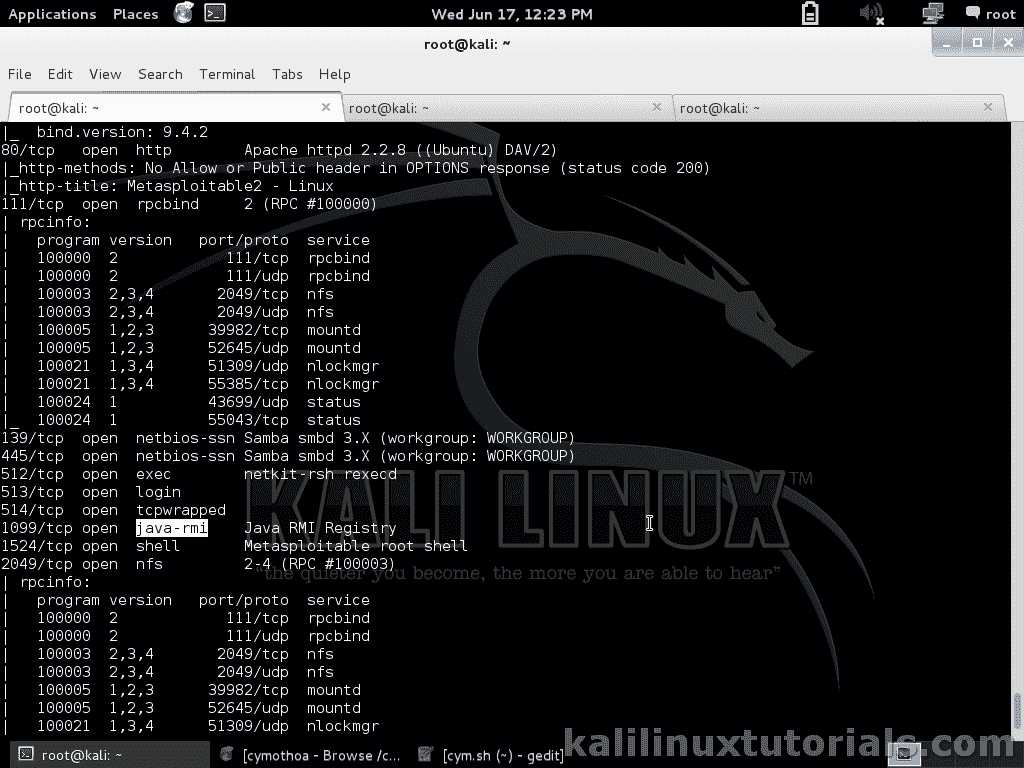 Applications Places Wed Jun 17, 12:23 PM root
root@kali: ~
File Edit View Search Terminal Tabs Help
root@kali: ~ root@kali: ~ root@kali: ~
|_ bind.version: 9.4.2
80/tcp open http Apache httpd 2.2.8 ((Ubuntu) DAV/2)
|_http-methods: No Allow or Public header in OPTIONS response (status code 200)
|_http-title: Metasploitable2 - Linux
111/tcp open rpcbind 2 (RPC #100000)
| rpcinfo:
| program version port/proto service
| 100000 2 111/tcp rpcbind
| 100000 2 111/udp rpcbind
| 100003 2,3,4 2049/tcp nfs
| 100003 2,3,4 2049/udp nfs
| 100005 1,2,3 39982/tcp mountd
| 100005 1,2,3 52645/udp mountd
| 100021 1,3,4 51309/udp nlockmgr
| 100021 1,3,4 55385/tcp nlockmgr
| 100024 1 43699/udp status
|_ 100024 1 55043/tcp status
139/tcp open netbios-ssn Samba smbd 3.X (workgroup: WORKGROUP)
445/tcp open netbios-ssn Samba smbd 3.X (workgroup: WORKGROUP)
512/tcp open exec netkit-rsh rexecd
513/tcp open login
514/tcp open tcpwrapped
1099/tcp open java-rmi Java RMI Registry
1524/tcp open shell Metasploitable root shell
2049/tcp open nfs 2-4 (RPC #100003)
| rpcinfo:
| program version port/proto service
| 100000 2 111/tcp rpcbind
| 100000 2 111/udp rpcbind
| 100003 2,3,4 2049/tcp nfs
| 100003 2,3,4 2049/udp nfs
| 100005 1,2,3 39982/tcp mountd
| 100005 1,2,3 52645/udp mountd
| 100021 1,3,4 51309/udp nlockmgr
KALI LINUX™
"the quieter you become, the more you are able to hear"
root@kali: ~ [cymothoa - Browse /c... [cym.sh (~) - gedit]
kalilinuxtutorials.com